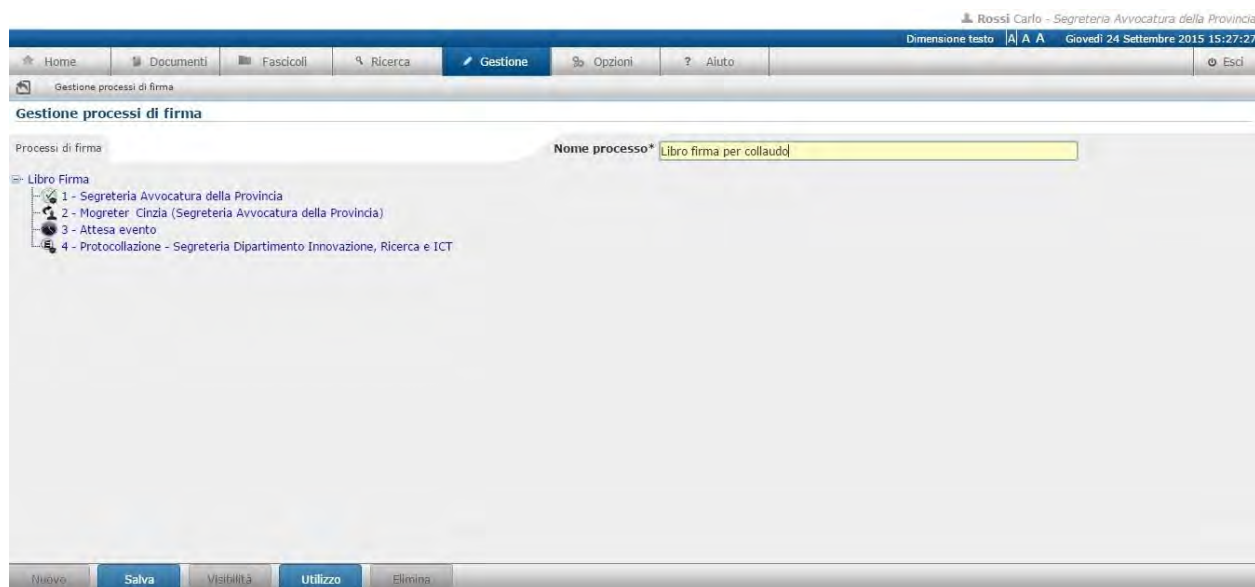 Rossi Carlo - Segreteria Avvocatura della Provincia
Dimensione testo A A A Giovedì 24 Settembre 2015 15:27:27
Home Documenti Fascicoli Ricerca Gestione Opzioni ? Aiuto Esci
Gestione processi di firma
Gestione processi di firma
Processi di firma Nome processo* Libro firma per collaudo
Libro Firma
1 - Segreteria Avvocatura della Provincia
2 - Mogreter Cinzia (Segreteria Avvocatura della Provincia)
3 - Attesa evento
4 - Protocollazione - Segreteria Dipartimento Innovazione, Ricerca e ICT
Nuovo Salva Visibilità Utilizzo Elimina